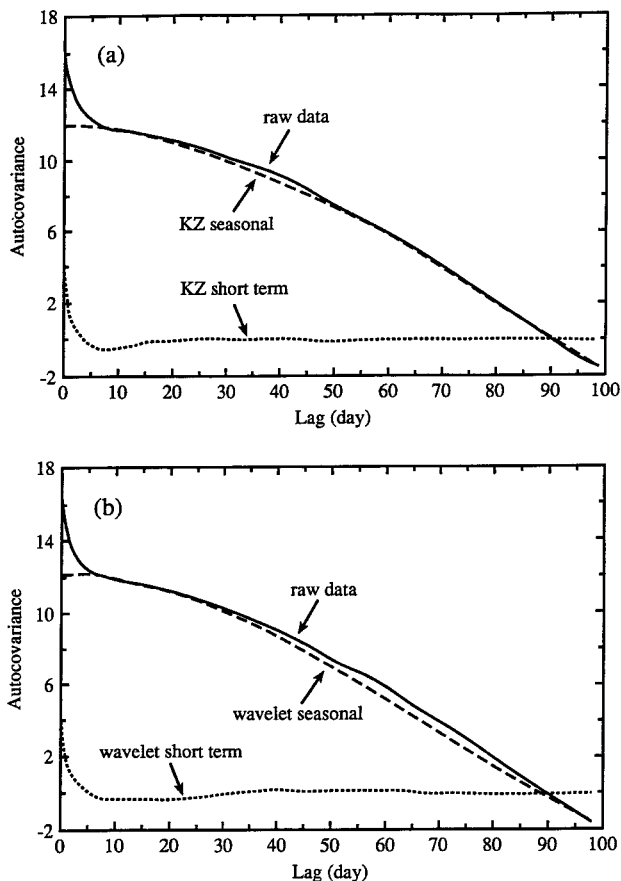 18
(a)
14
raw data
10
KZ seasonal
6
KZ short term
2
-2
0 10 20 30 40 50 60 70 80 90 100
Lag (day)
Autocovariance
18
(b)
14
raw data
10
6
wavelet seasonal
2
wavelet short term
-2
0 10 20 30 40 50 60 70 80 90 100
Lag (day)
Autocovariance